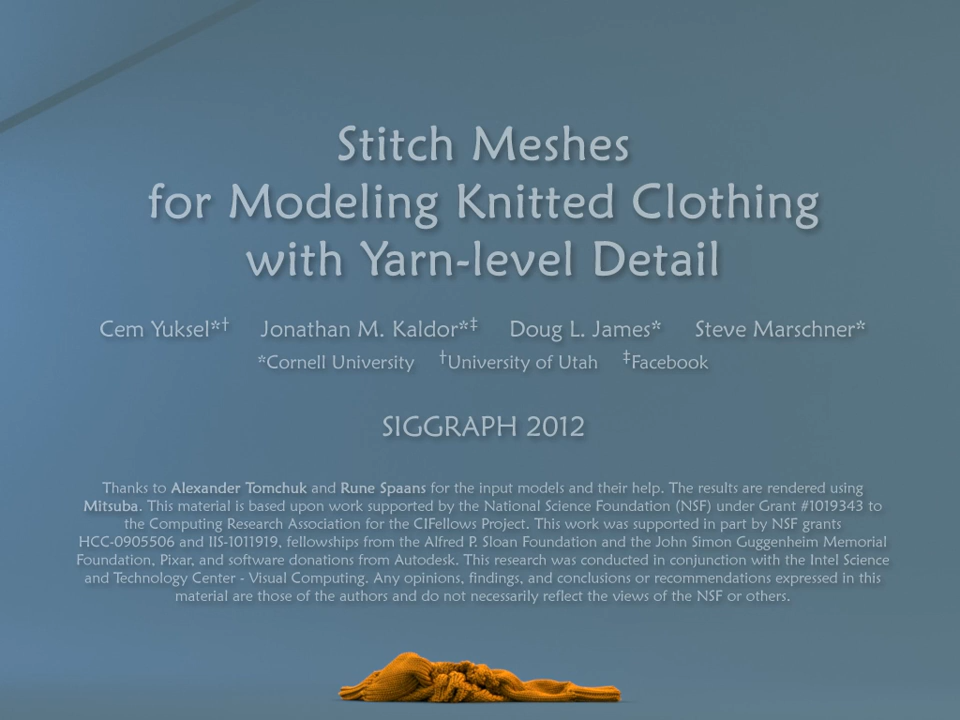 Stitch Meshes
for Modeling Knitted Clothing
with Yarn-level Detail
Cem Yuksel*† Jonathan M. Kaldor*‡ Doug L. James* Steve Marschner*
*Cornell University †University of Utah ‡Facebook
SIGGRAPH 2012
Thanks to Alexander Tomchuk and Rune Spaans for the input models and their help. The results are rendered using
Mitsuba. This material is based upon work supported by the National Science Foundation (NSF) under Grant #1019343 to
the Computing Research Association for the CIFellows Project. This work was supported in part by NSF grants
HCC-0905506 and IIS-1011919, fellowships from the Alfred P. Sloan Foundation and the John Simon Guggenheim Memorial
Foundation, Pixar, and software donations from Autodesk. This research was conducted in conjunction with the Intel Science
and Technology Center - Visual Computing. Any opinions, findings, and conclusions or recommendations expressed in this
material are those of the authors and do not necessarily reflect the views of the NSF or others.